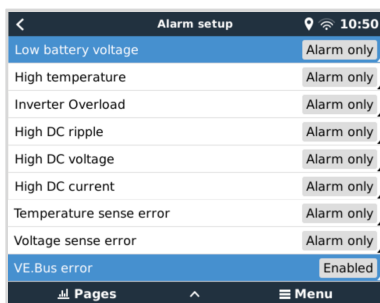 Alarm setup 10:50
Low battery voltage Alarm only
High temperature Alarm only
Inverter Overload Alarm only
High DC ripple Alarm only
High DC voltage Alarm only
High DC current Alarm only
Temperature sense error Alarm only
Voltage sense error Alarm only
VE.Bus error Enabled
Pages Menu